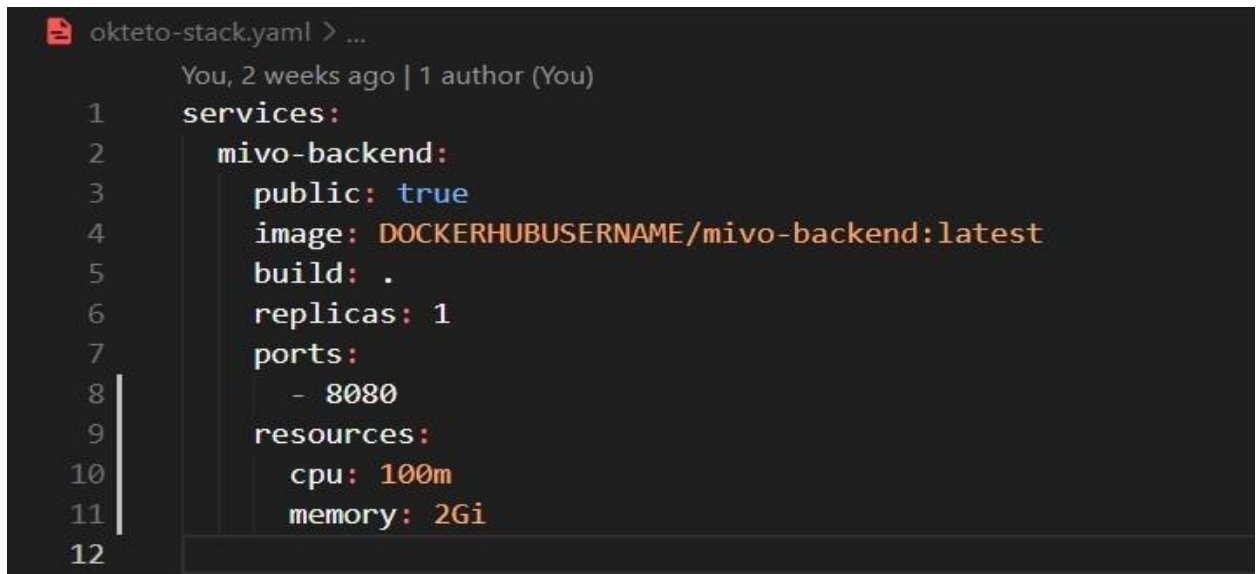 okteto-stack.yaml > ...
You, 2 weeks ago | 1 author (You)
1 services:
2 mivo-backend:
3 public: true
4 image: DOCKERHUBUSERNAME/mivo-backend:latest
5 build: .
6 replicas: 1
7 ports:
8 - 8080
9 resources:
10 cpu: 100m
11 memory: 2Gi
12